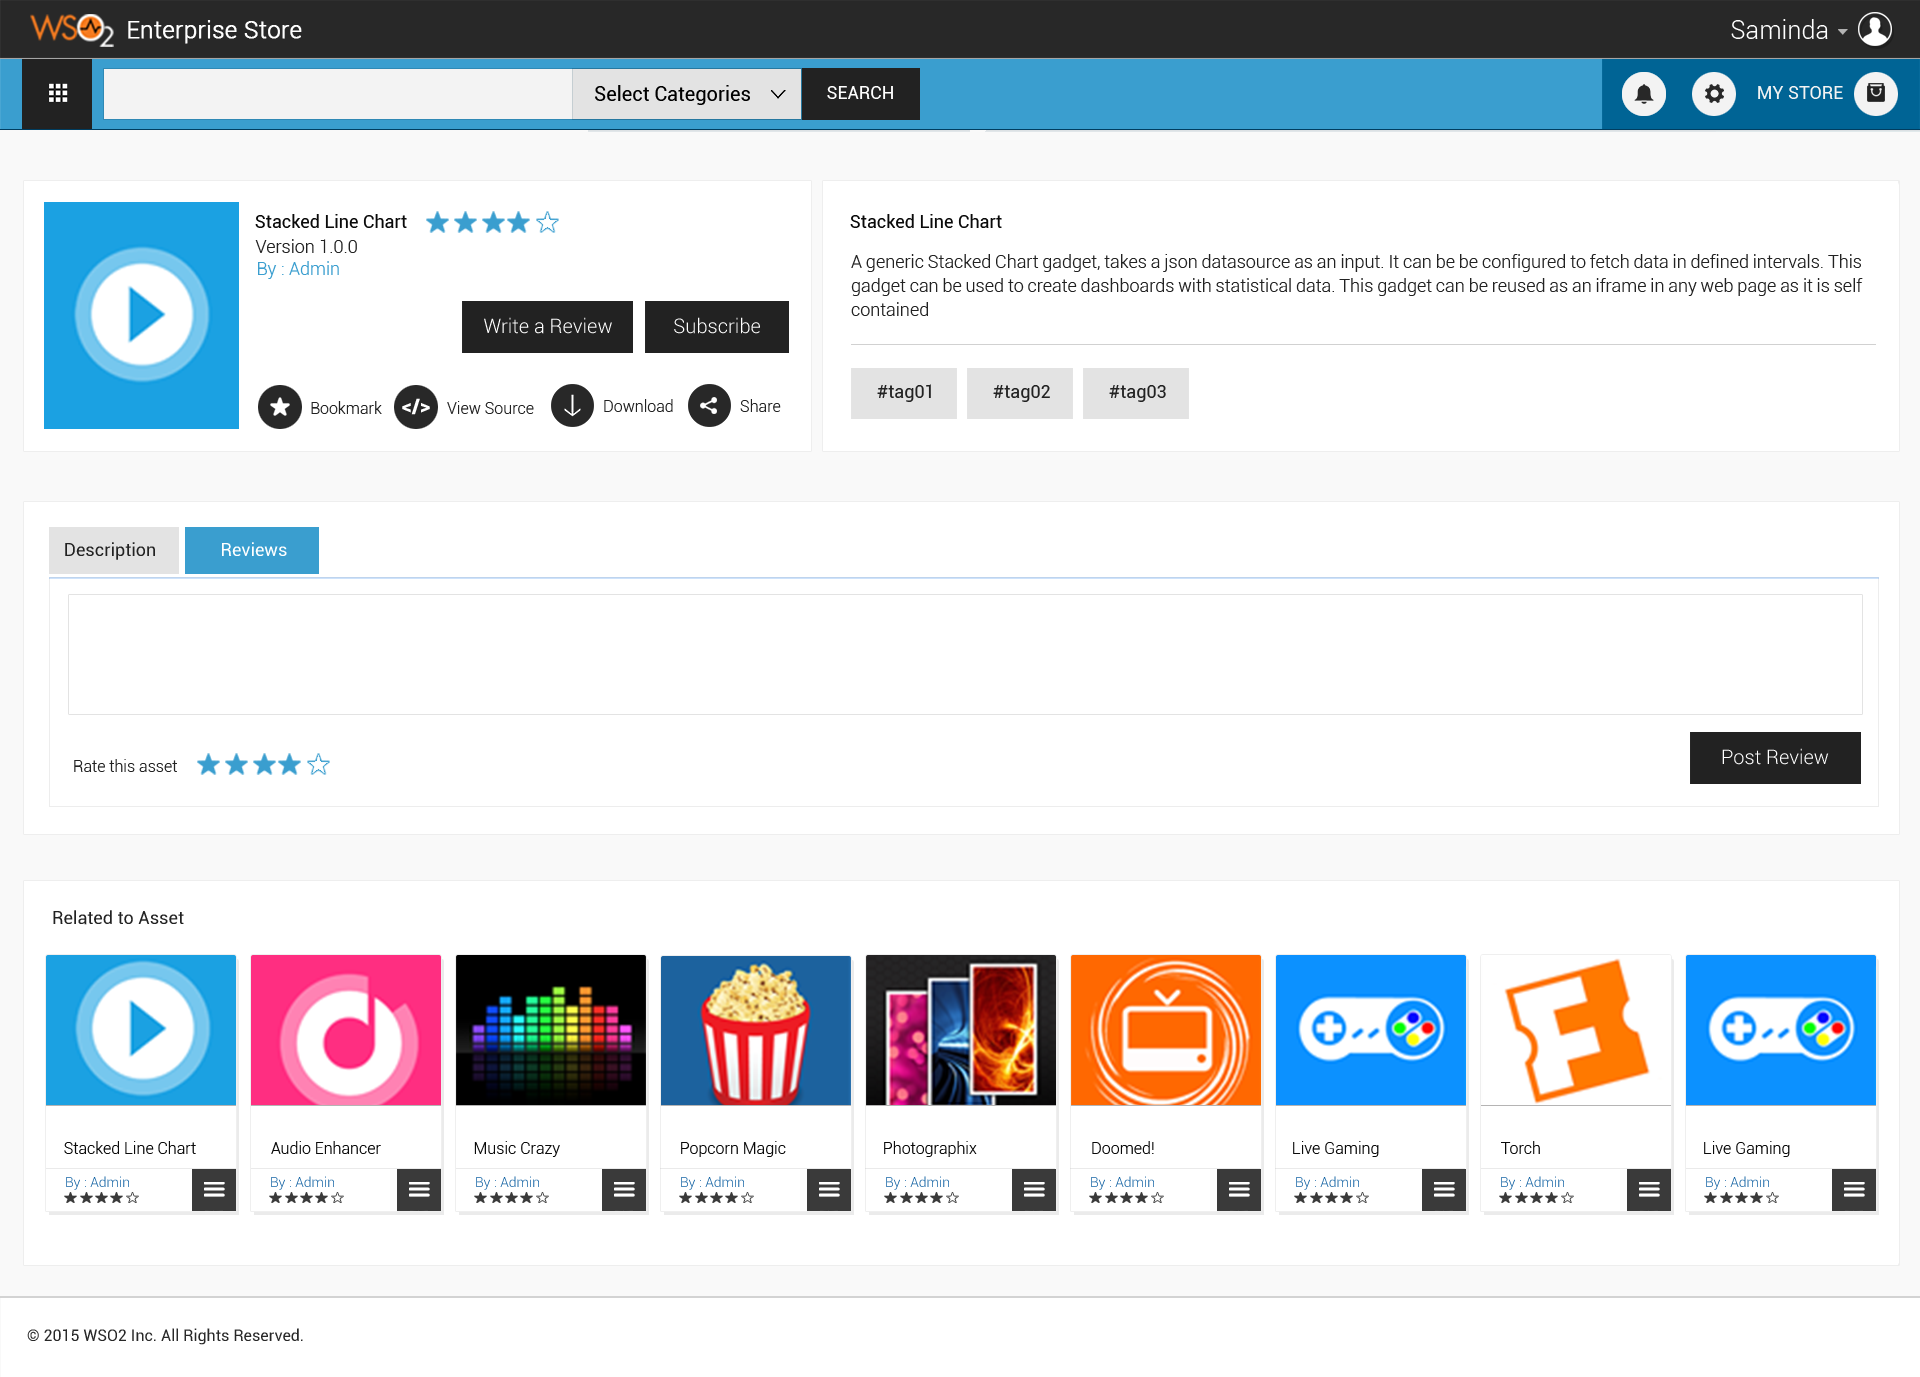 WSO2 Enterprise Store
Saminda
Select Categories
SEARCH
MY STORE
Stacked Line Chart
Version 1.0.0
By : Admin
Write a Review
Subscribe
Bookmark
View Source
Download
Share
Stacked Line Chart
A generic Stacked Chart gadget, takes a json datasource as an input. It can be be configured to fetch data in defined intervals. This
gadget can be used to create dashboards with statistical data. This gadget can be reused as an iframe in any web page as it is self
contained
#tag01
#tag02
#tag03
Description
Reviews
Rate this asset
Post Review
Related to Asset
Stacked Line Chart
By : Admin
Audio Enhancer
By : Admin
Music Crazy
By : Admin
Popcorn Magic
By : Admin
Photographix
By : Admin
Doomed!
By : Admin
Live Gaming
By : Admin
F
Torch
By : Admin
Live Gaming
By : Admin
© 2015 WSO2 Inc. All Rights Reserved.